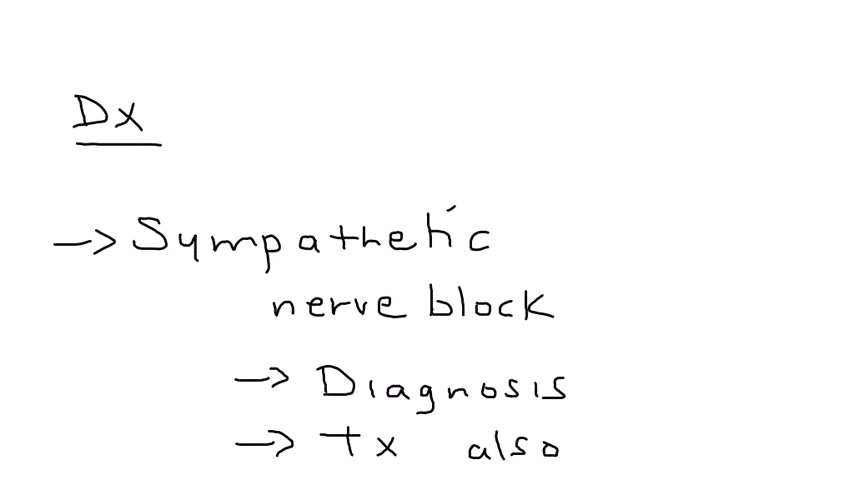 Dx
→ Sympathetic
nerve block
→ Diagnosis
→ tx also